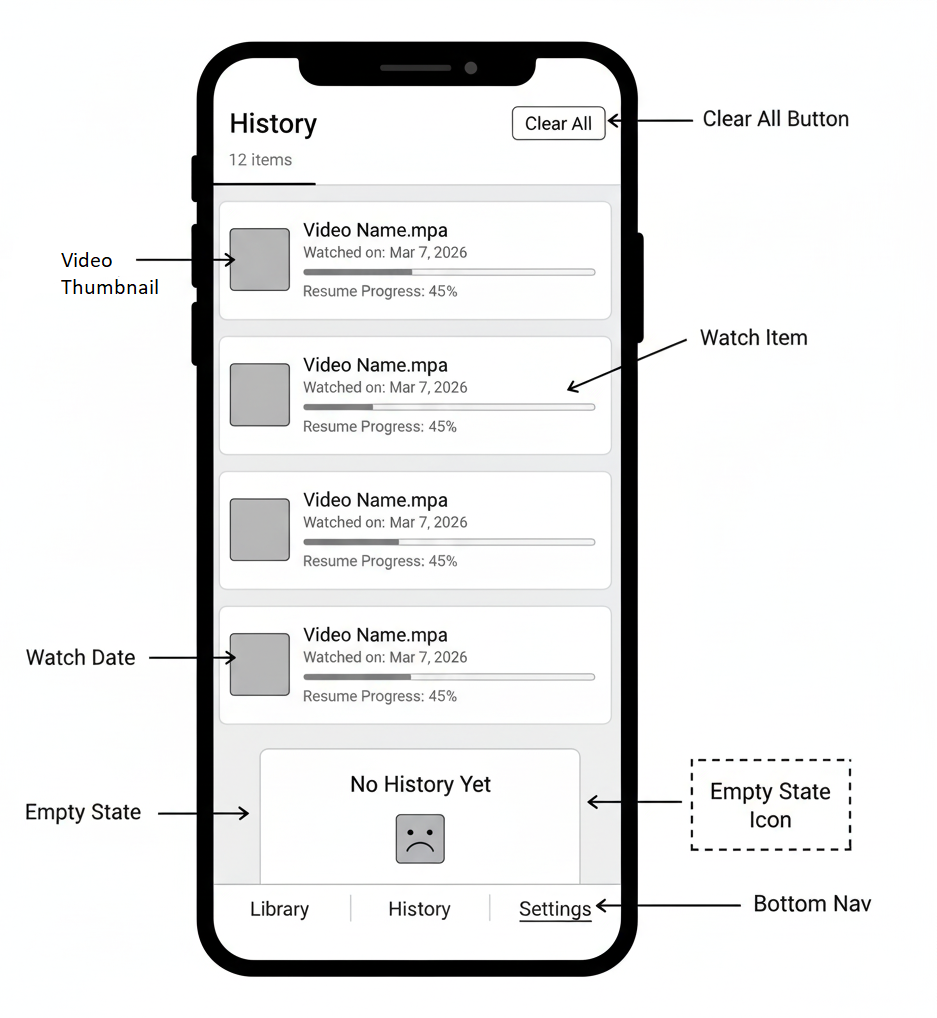 History
Clear All
Clear All Button
12 items
Video Name.mpa
Watched on: Mar 7, 2026
Resume Progress: 45%
Video
Thumbnail
Video Name.mpa
Watched on: Mar 7, 2026
Resume Progress: 45%
Watch Item
Video Name.mpa
Watched on: Mar 7, 2026
Resume Progress: 45%
Video Name.mpa
Watched on: Mar 7, 2026
Resume Progress: 45%
Watch Date
No History Yet
Empty State
Empty State
Icon
Library
History
Settings
Bottom Nav